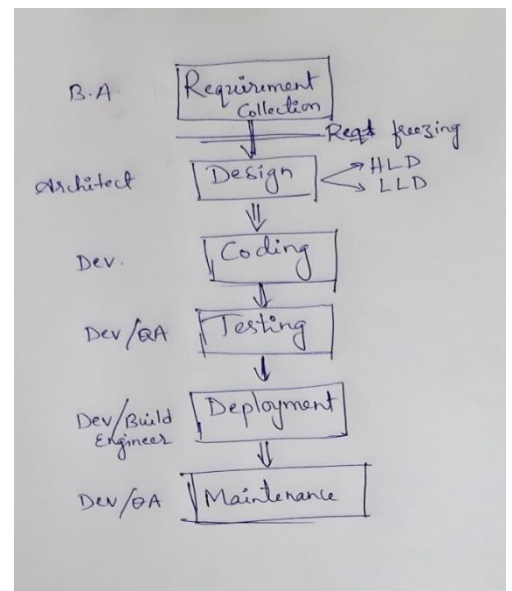 B.A. Requirement
Collection
Reqt freezing
Architect Design HLD
LLD
Dev. Coding
Dev/QA Testing
Dev/Build Deployment
Engineer
Dev/QA Maintenance